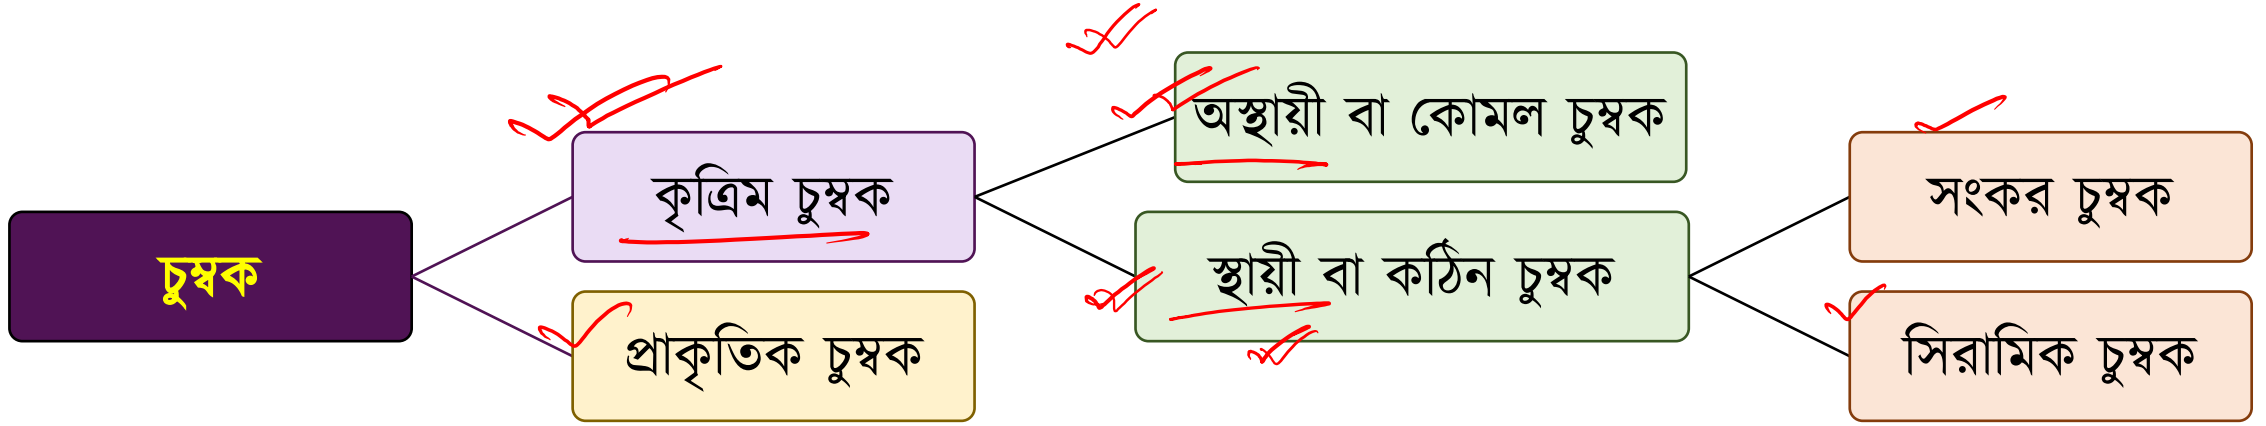 চুম্বক
কৃত্রিম চুম্বক
প্রাকৃতিক চুম্বক
অস্থায়ী বা কোমল চুম্বক
স্থায়ী বা কঠিন চুম্বক
সংকর চুম্বক
সিরামিক চুম্বক